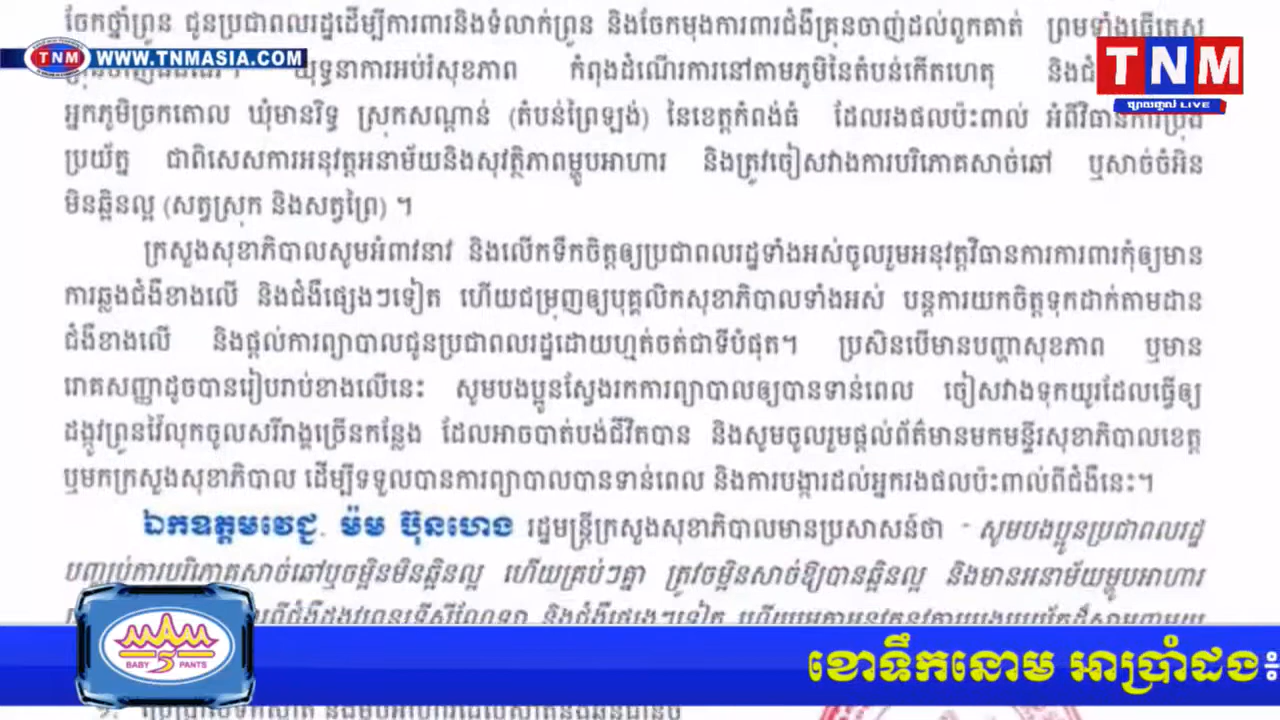 ចែកថ្នាំព្រូន ជូនប្រជាពលរដ្ឋដើម្បីការពារនិងទំលាក់ព្រូន និងចែកមុងការពារជំងឺគ្រុនចាញ់ដល់ពួកគាត់ ព្រមទាំងធ្វើតេស្ត
TNM WWW.TNMASIA.COM
TNM
ផ្សាយផ្ទាល់ LIVE
យុទ្ធនាការអប់រំសុខភាព កំពុងដំណើរការនៅតាមភូមិនៃតំបន់កើតហេតុ
អ្នកភូមិច្រកតោល ឃុំមានរិទ្ធ ស្រុកសណ្តាន់ (តំបន់ព្រៃឡង់) នៃខេត្តកំពង់ធំ ដែលរងផលប៉ះពាល់ អំពីវិធានការប្រុង
ប្រយ័ត្ន ជាពិសេសការអនុវត្តអនាម័យនិងសុវត្ថិភាពម្ហូបអាហារ និងត្រូវចៀសវាងការបរិភោគសាច់ឆៅ ឬសាច់ចំអិន
មិនឆ្អិនល្អ (សត្វស្រុក និងសត្វព្រៃ) ។
ក្រសួងសុខាភិបាលសូមអំពាវនាវ និងលើកទឹកចិត្តឲ្យប្រជាពលរដ្ឋទាំងអស់ចូលរួមអនុវត្តវិធានការការពារកុំឲ្យមាន
ការឆ្លងជំងឺខាងលើ និងជំងឺផ្សេងៗទៀត ហើយជម្រុញឲ្យបុគ្គលិកសុខាភិបាលទាំងអស់ បន្តការយកចិត្តទុកដាក់តាមដាន
ជំងឺខាងលើ និងផ្តល់ការព្យាបាលជូនប្រជាពលរដ្ឋដោយហ្មត់ចត់ជាទីបំផុត។ ប្រសិនបើមានបញ្ហាសុខភាព ឬមាន
រោគសញ្ញាដូចបានរៀបរាប់ខាងលើនេះ សូមបងប្អូនស្វែងរកការព្យាបាលឲ្យបានទាន់ពេល ចៀសវាងទុកយូរដែលធ្វើឲ្យ
ដង្កូវព្រូនវៃលុកចូលសរីរាង្គច្រើនកន្លែង ដែលអាចបាត់បង់ជីវិតបាន និងសូមចូលរួមផ្តល់ព័ត៌មានមកមន្ទីរសុខាភិបាលខេត្ត
ឬមកក្រសួងសុខាភិបាល ដើម្បីទទួលបានការព្យាបាលបានទាន់ពេល និងការបង្ការដល់អ្នករងផលប៉ះពាល់ពីជំងឺនេះ។
ឯកឧត្តមវេជ្ជ. ម៉ម ប៊ុនហេង រដ្ឋមន្ត្រីក្រសួងសុខាភិបាលមានប្រសាសន៍ថា - សូមបងប្អូនប្រជាពលរដ្ឋ
បញ្ឈប់ការបរិភោគសាច់ឆៅឬចម្អិនមិនឆ្អិនល្អ ហើយគ្រប់ៗគ្នា ត្រូវចម្អិនសាច់ឱ្យបានឆ្អិនល្អ និងមានអនាម័យម្ហូបអាហារ
BABY 5 PANTS
ខោទឹកនោម អាប្រាំដង៖